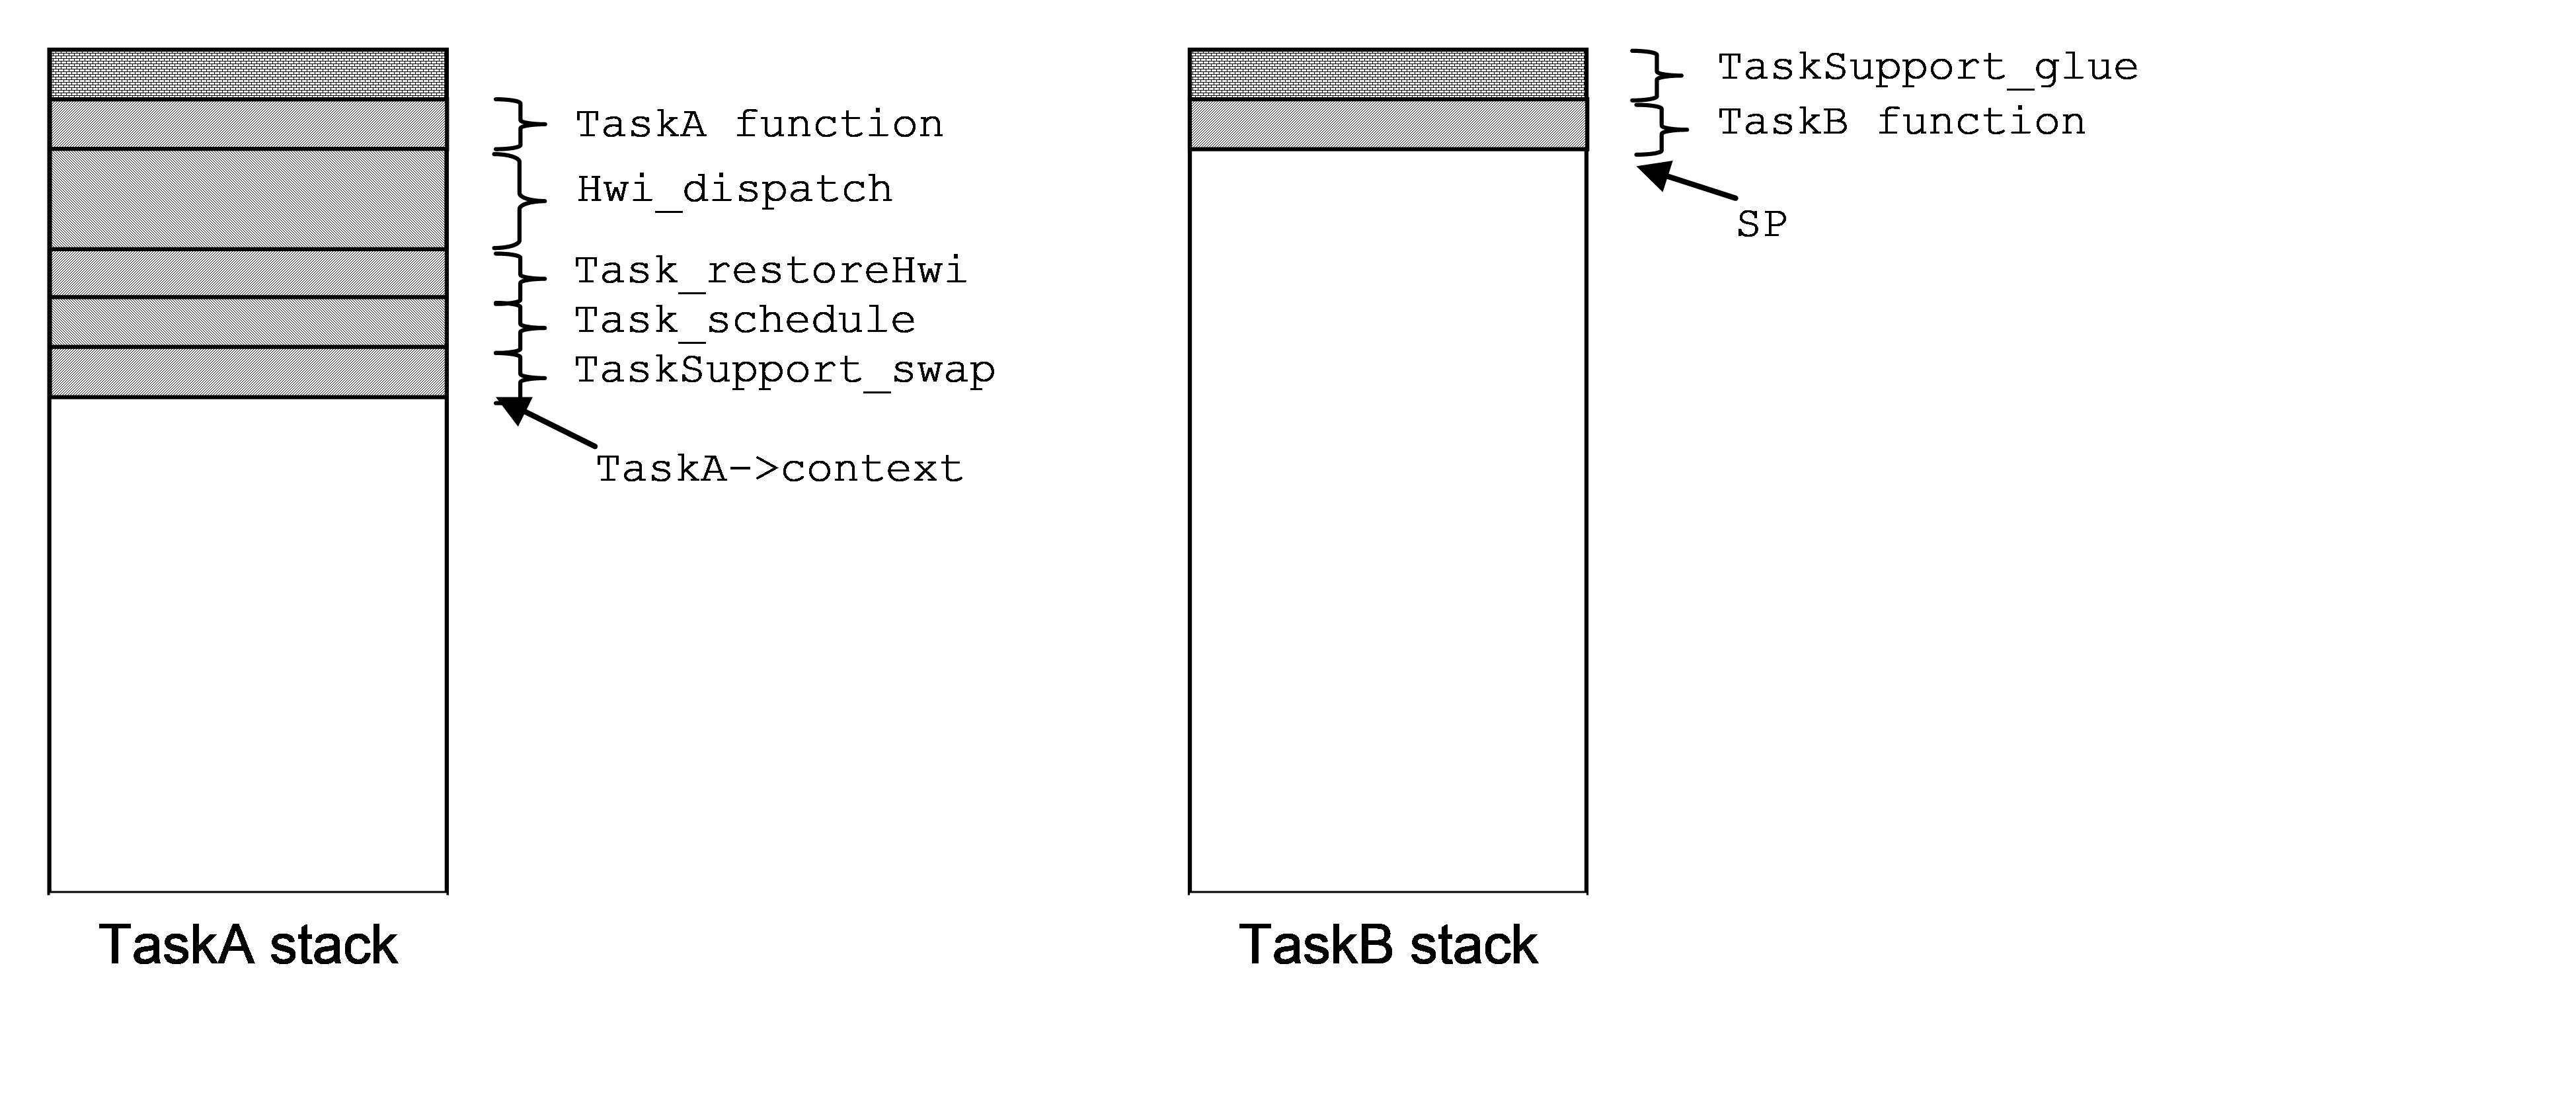 TaskA function
Hwi_dispatch
Task_restoreHwi
Task_schedule
TaskSupport_swap
TaskA->context
TaskA stack
TaskSupport_glue
TaskB function
SP
TaskB stack